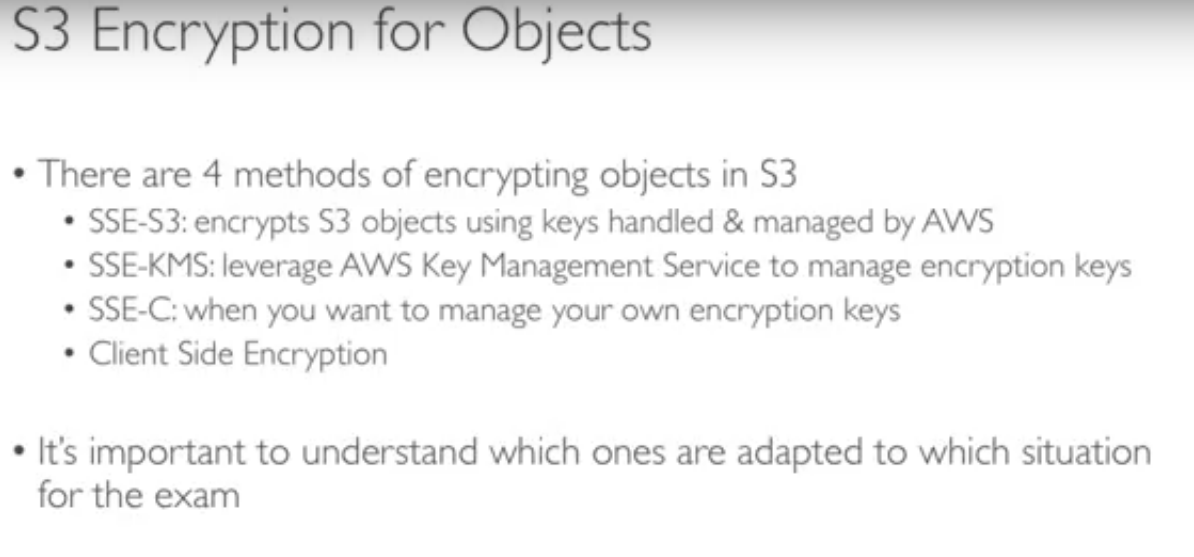 S3 Encryption for Objects
• There are 4 methods of encrypting objects in S3
• SSE-S3: encrypts S3 objects using keys handled & managed by AWS
• SSE-KMS: leverage AWS Key Management Service to manage encryption keys
• SSE-C: when you want to manage your own encryption keys
• Client Side Encryption
• It's important to understand which ones are adapted to which situation
for the exam